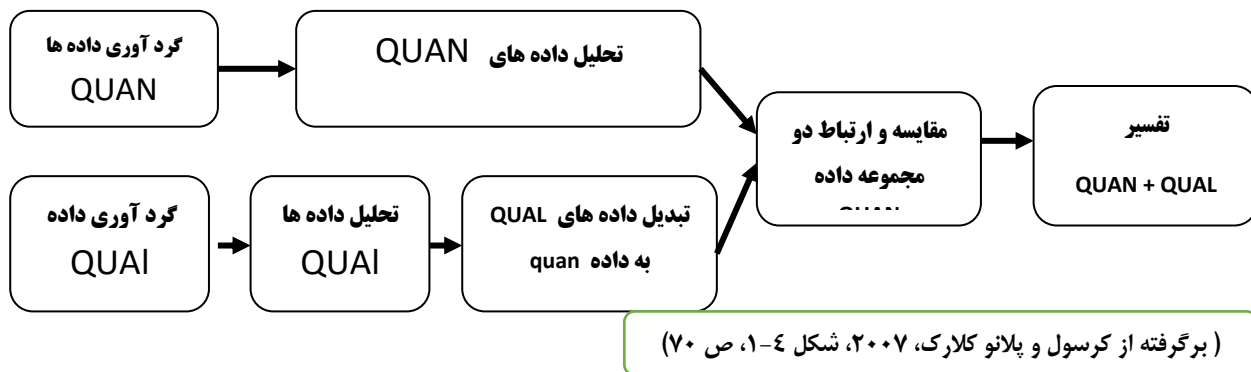 گرد آوری داده ها
QUAN
تحلیل داده های QUAN
مقایسه و ارتباط دو
مجموعه داده
تفسیر
QUAN + QUAL
گرد آوری داده
QUAl
تحلیل داده ها
QUAl
تبدیل داده های QUAL
به داده quan
( برگرفته از کرسول و پلانو کلارک، ۲۰۰۷، شکل ٤-۱، ص ۷۰)